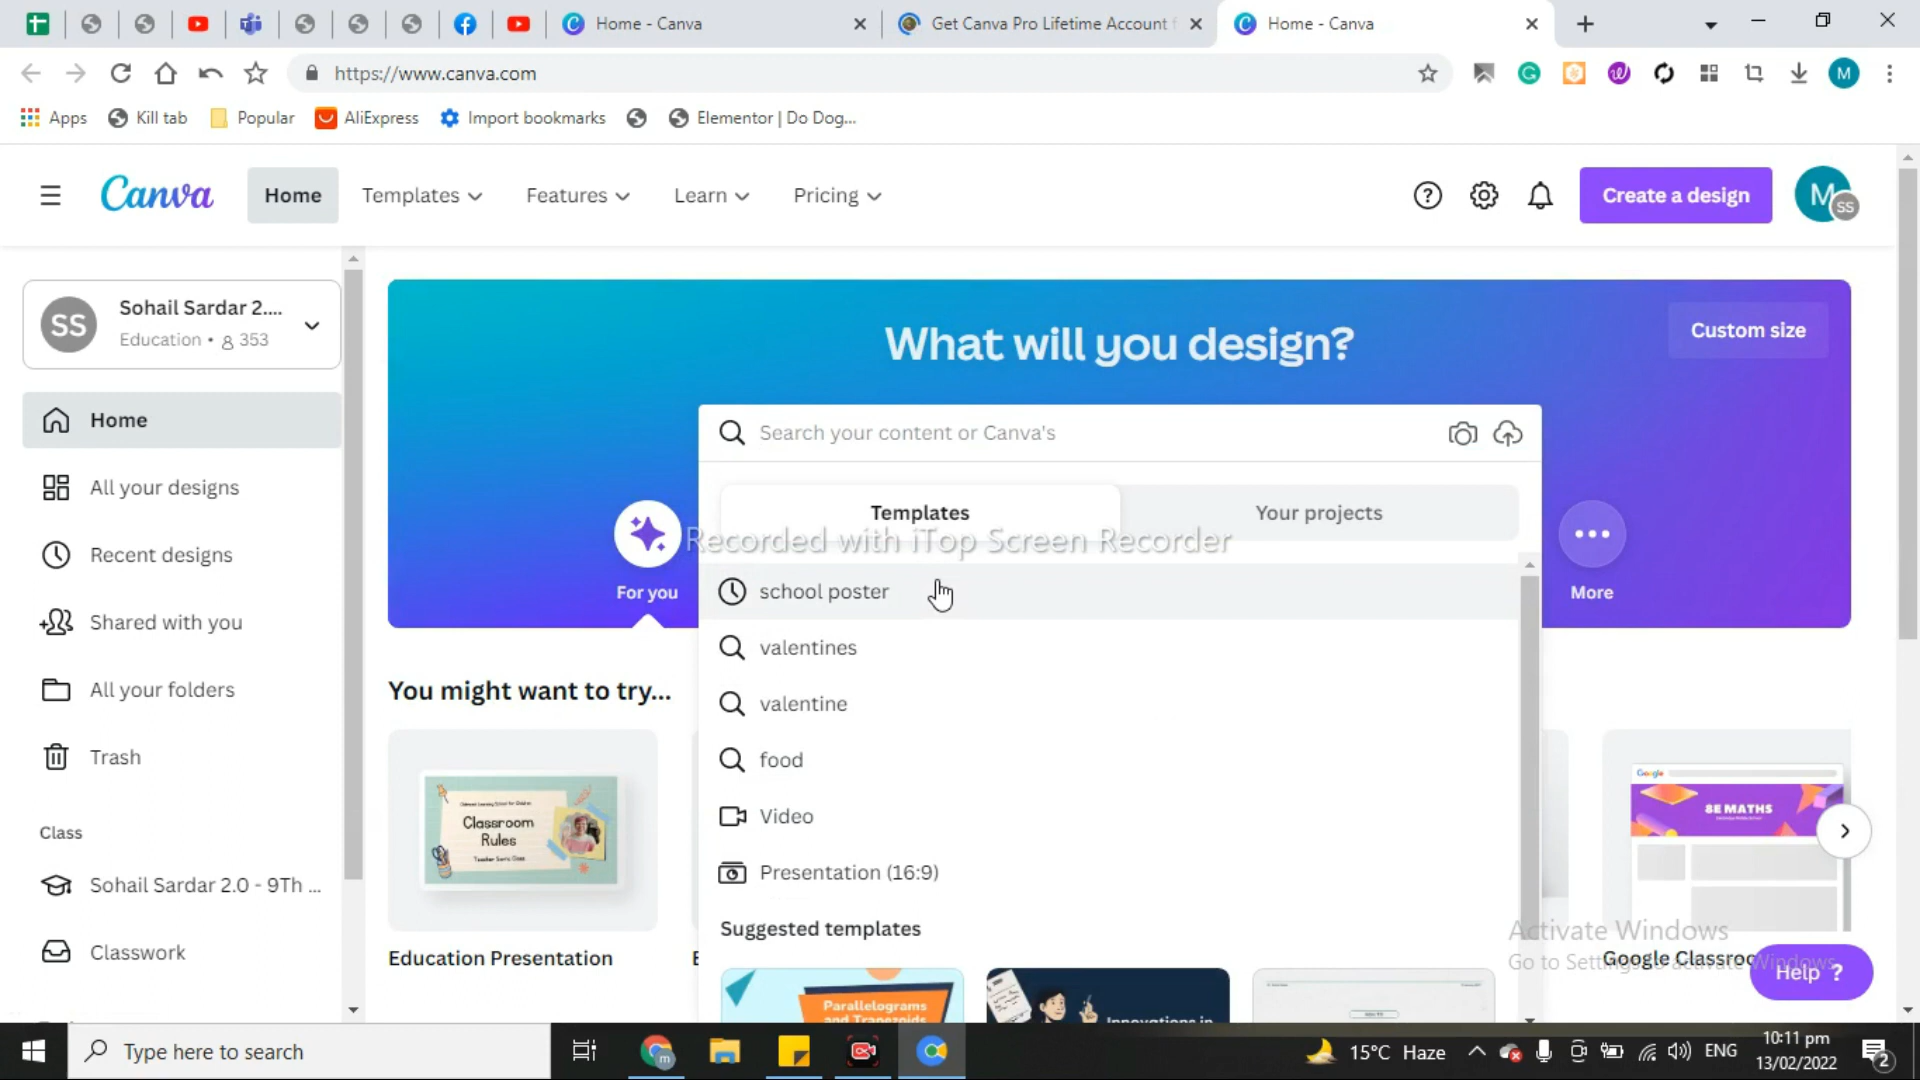 Home - Canva
Get Canva Pro Lifetime Account
Home - Canva
https://www.canva.com
M
Apps
Kill tab
Popular
AliExpress
Import bookmarks
Elementor | Do Dog...
Canva
Home
Templates
Features
Learn
Pricing
Create a design
M
SS
SS
Sohail Sardar 2....
Education • 353
Home
All your designs
Recent designs
Shared with you
All your folders
Trash
Class
Sohail Sardar 2.0 - 9Th ...
Classwork
What will you design?
Custom size
Search your content or Canva's
Templates
Your projects
Recorded with iTop Screen Recorder
For you
More
school poster
valentines
valentine
food
Video
Presentation (16:9)
Suggested templates
Parallelograms
and Trapezoids
Innovations in
You might want to try...
Classroom
Rules
Education Presentation
Google
8E MATHS
Google Classroo
Activate Windows
Go to Settings to activate Windows.
Help ?
Type here to search
15°C Haze
ENG
10:11 pm
13/02/2022
2